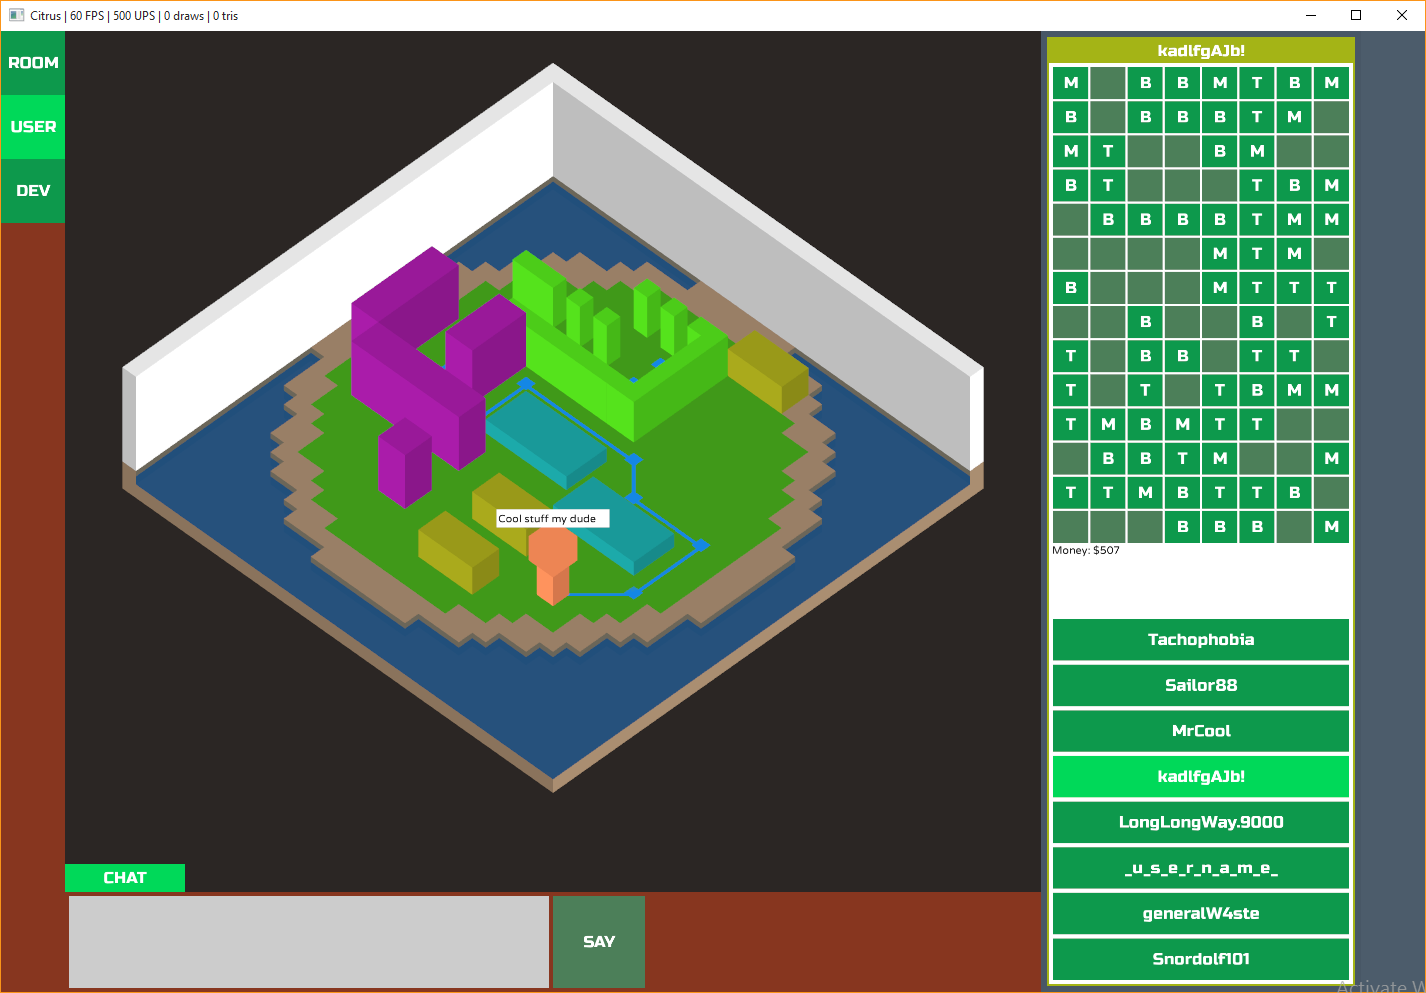 Citrus | 60 FPS | 500 UPS | 0 draws | 0 tris
ROOM
USER
DEV
Cool stuff my dude
CHAT
SAY
kadlfgAJb!
M B B M T B M
B B B B T M
M T B M
B T T B M
B B B B T M M
M T M
B M T T T
B B T
T B B T T
T T T B M M
T M B M T T
B B T M M
T T M B T T B
B B B M
Money: $507
Tachophobia
Sailor88
MrCool
kadlfgAJb!
LongLongWay.9000
_u_s_e_r_n_a_m_e_
generalW4ste
Snordolf101
Activate W